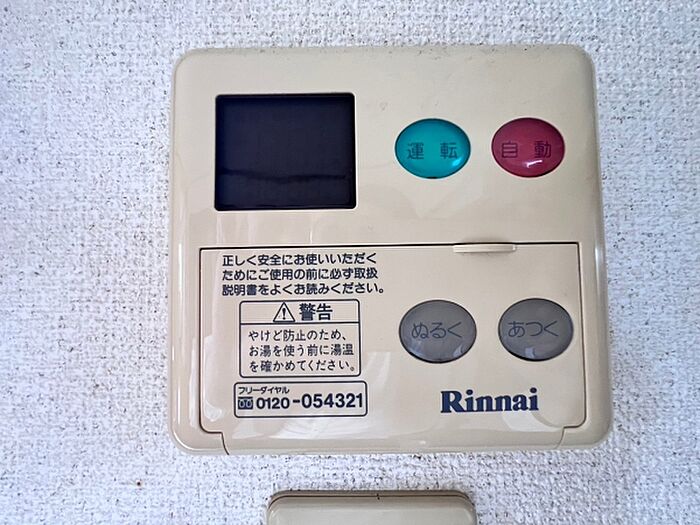 運転
自動
正しく安全にお使いいただく
ためにご使用の前に必ず取扱
説明書をよくお読みください。
警告
やけど防止のため、
お湯を使う前に湯温
を確かめてください。
フリーダイヤル
0120-054321
ぬるく
あつく
Rinnai